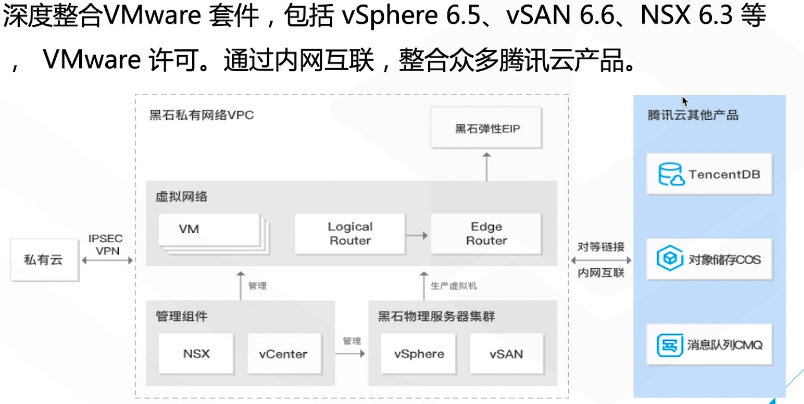 深度整合VMware 套件，包括 vSphere 6.5、vSAN 6.6、NSX 6.3 等
， VMware 许可。通过内网互联，整合众多腾讯云产品。
黑石私有网络VPC
黑石弹性EIP
腾讯云其他产品
虚拟网络
VM
Logical
Router
Edge
Router
TencentDB
私有云
IPSEC
VPN
对等链接
内网互联
对象储存COS
管理
生产虚拟机
管理组件
NSX
vCenter
管理
黑石物理服务器集群
vSphere
vSAN
消息队列CMQ